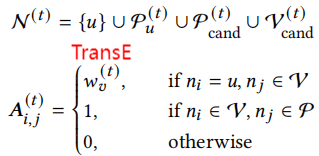 𝒩^(t) = {u} ∪ 𝒫_u^(t) ∪ 𝒫_cand^(t) ∪ 𝒱_cand^(t)
TransE
A_{i,j}^(t) = { w_v^(t), if n_i = u, n_j ∈ 𝒱
1, if n_i ∈ 𝒱, n_j ∈ 𝒫
0, otherwise